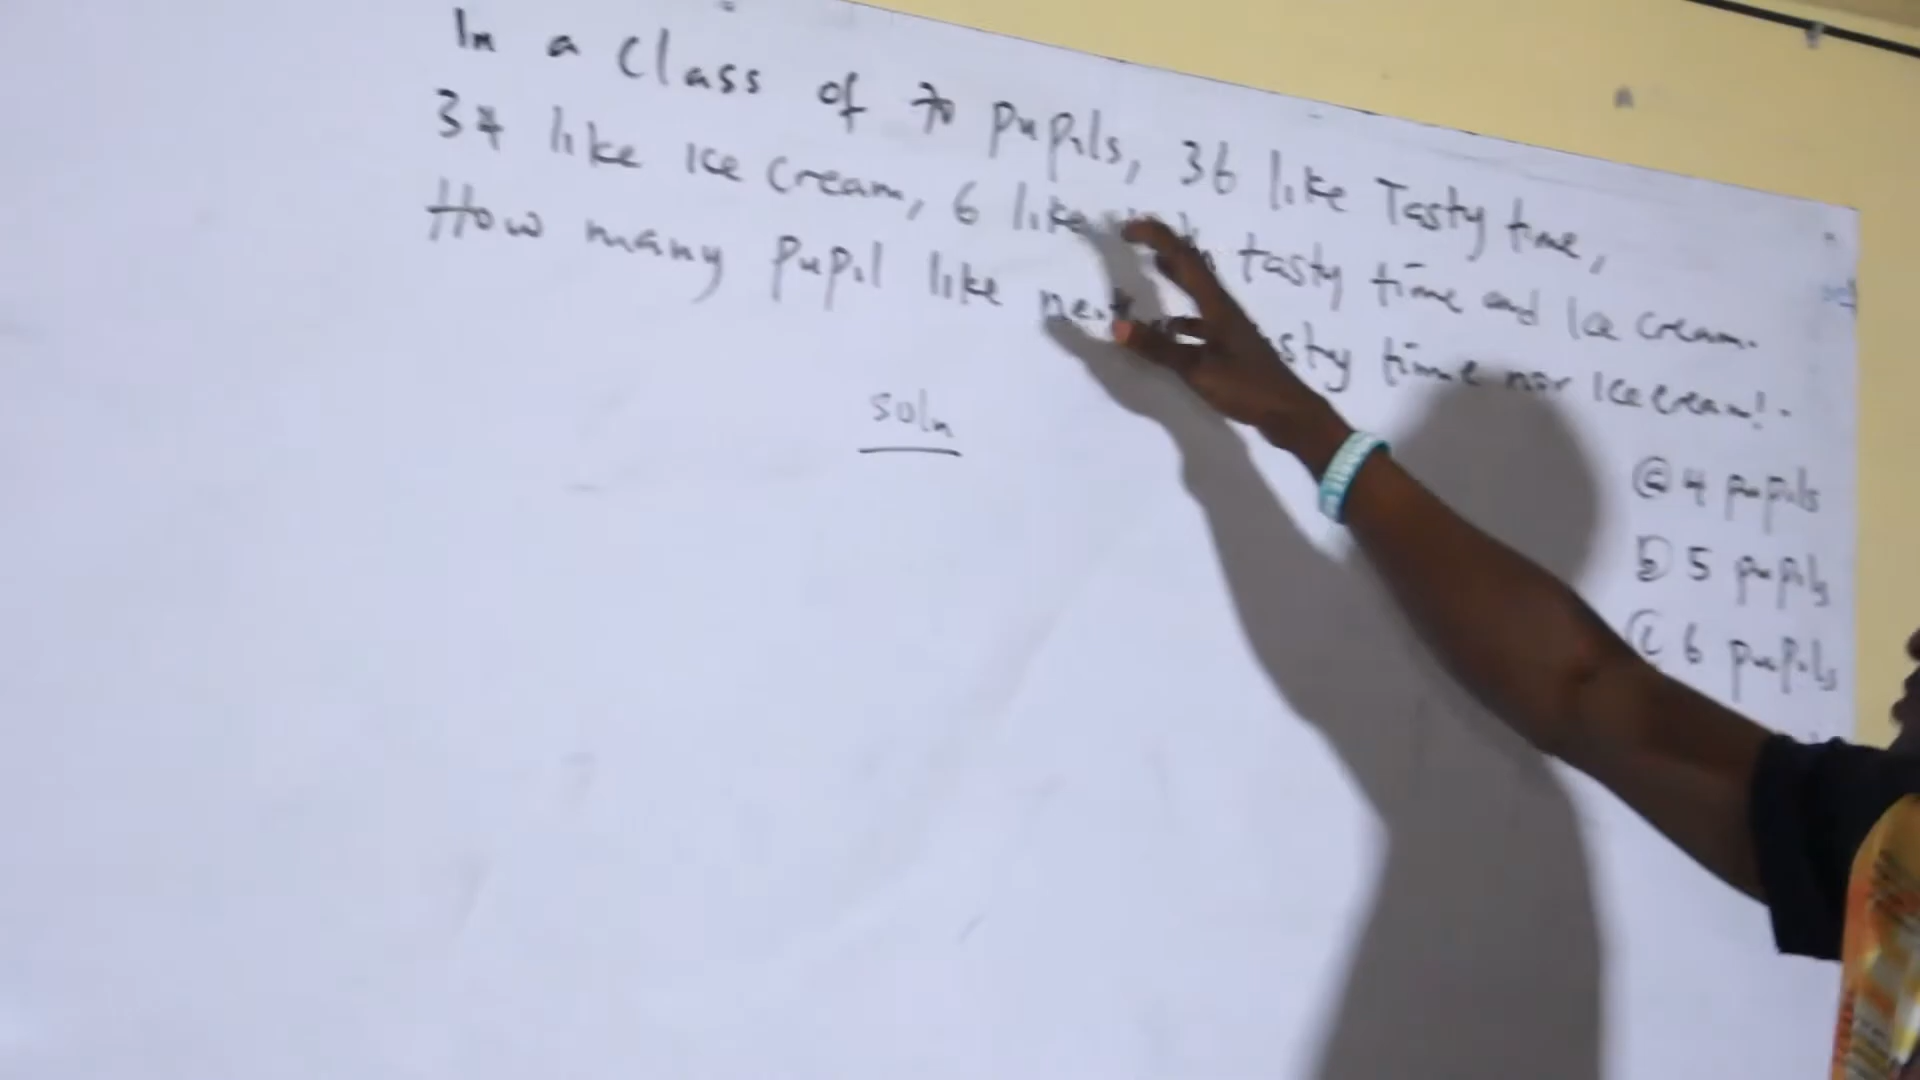 In a Class of 70 pupils, 36 like Tasty time,
37 like Ice Cream, 6 like tasty time and Ice Cream.
How many Pupil like time nor Ice cream!.
soln
(a) 4 pupils
(b) 5 pupils
(c) 6 pupils